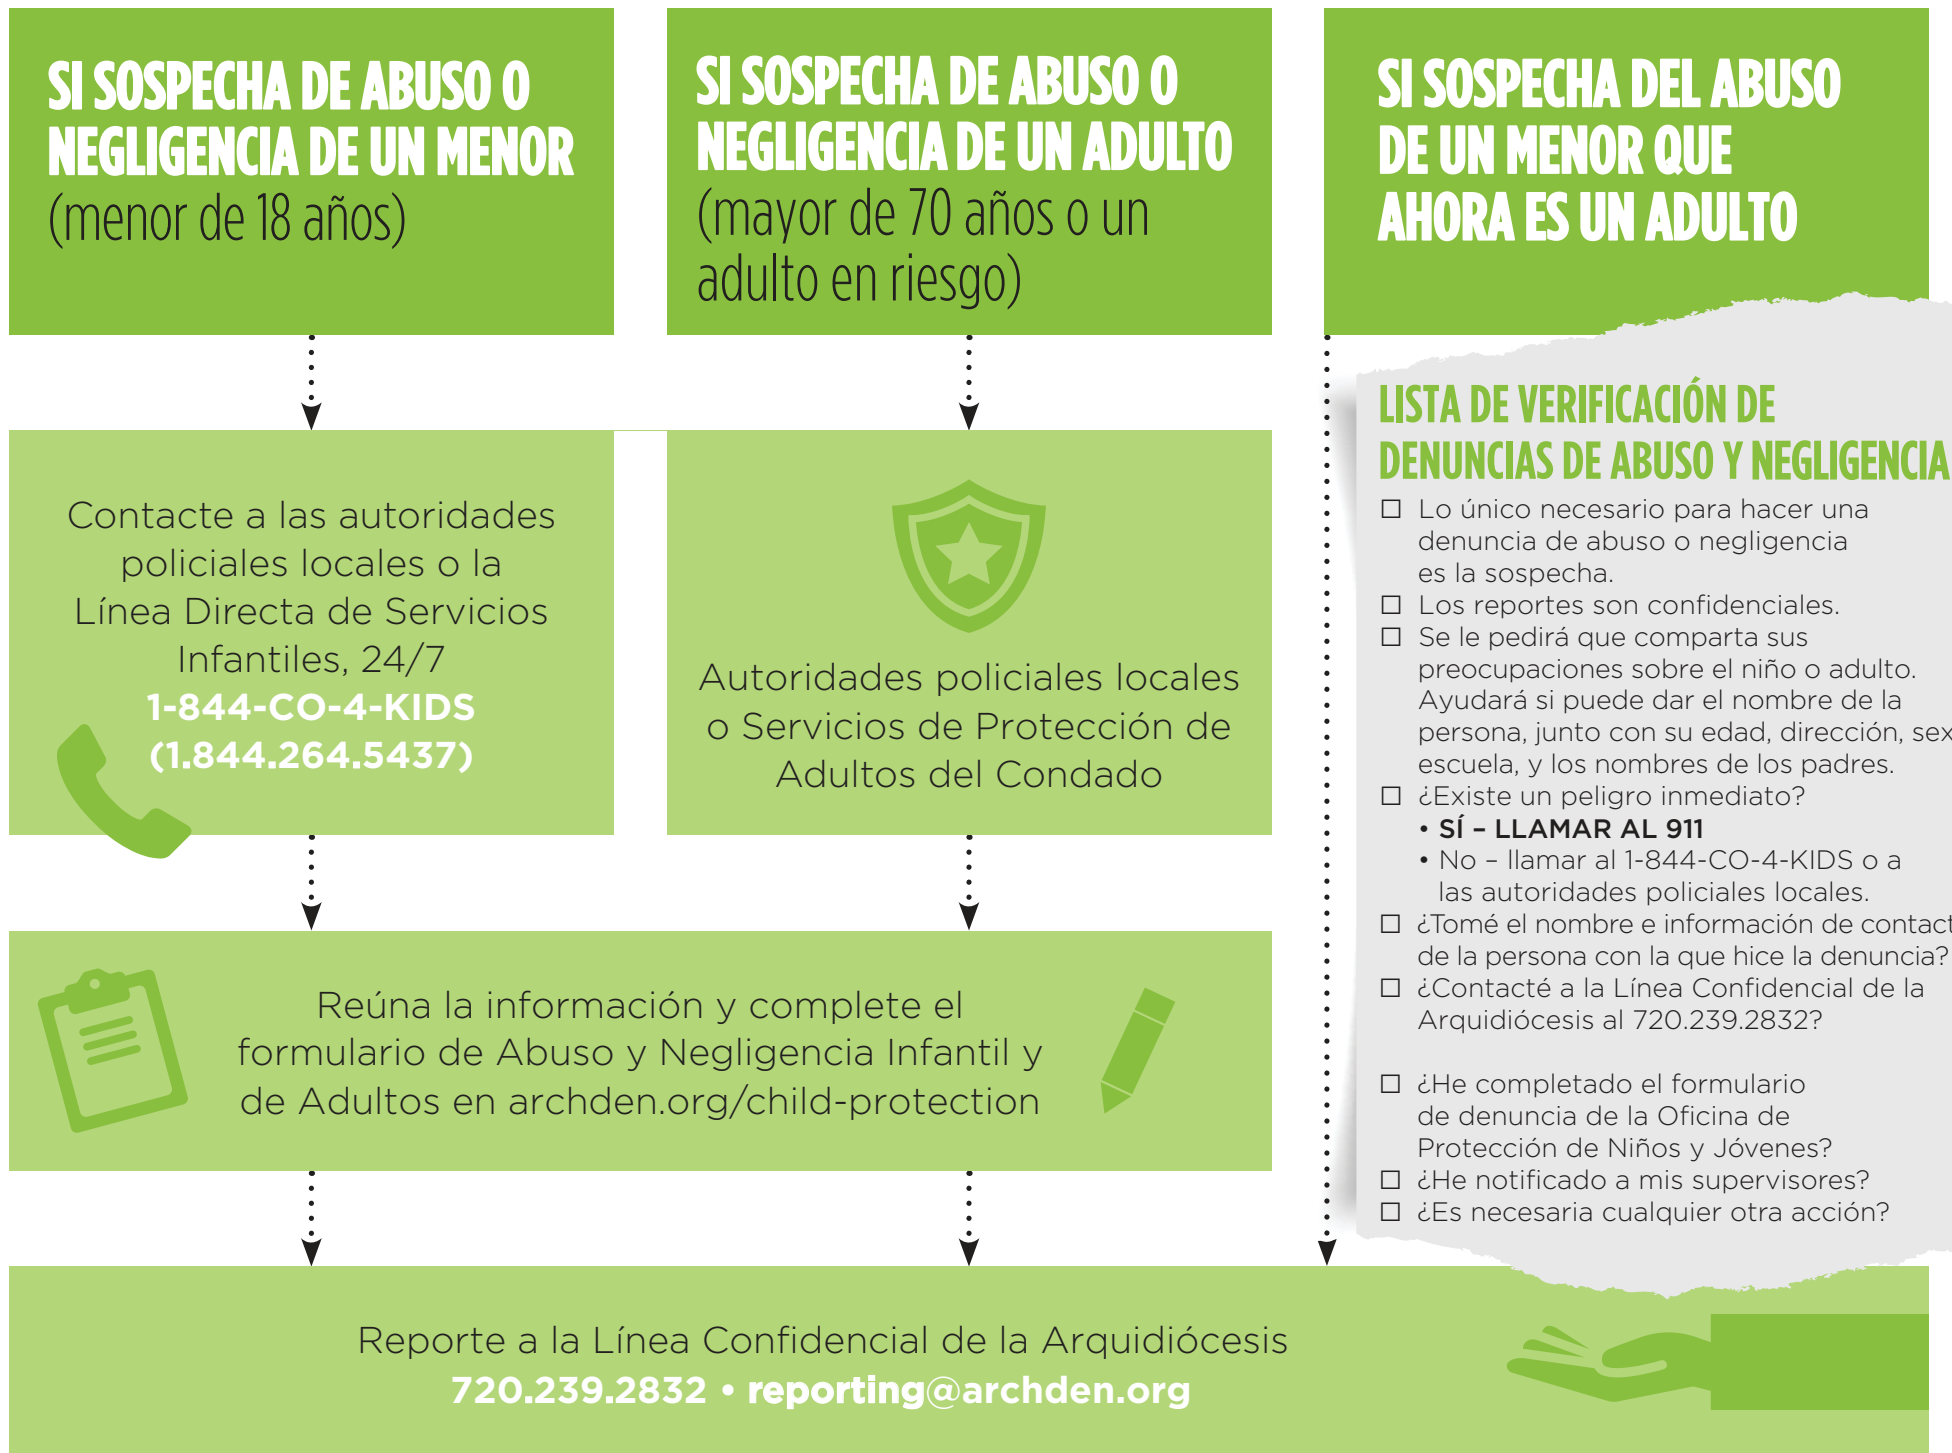 SI SOSPECHA DE ABUSO O
NEGLIGENCIA DE UN MENOR
(menor de 18 años)
SI SOSPECHA DE ABUSO O
NEGLIGENCIA DE UN ADULTO
(mayor de 70 años o un
adulto en riesgo)
SI SOSPECHA DEL ABUSO
DE UN MENOR QUE
AHORA ES UN ADULTO
Contacte a las autoridades
policiales locales o la
Línea Directa de Servicios
Infantiles, 24/7
1-844-CO-4-KIDS
(1.844.264.5437)
Autoridades policiales locales
o Servicios de Protección de
Adultos del Condado
Reúna la información y complete el
formulario de Abuso y Negligencia Infantil y
de Adultos en archden.org/child-protection
LISTA DE VERIFICACIÓN DE
DENUNCIAS DE ABUSO Y NEGLIGENCIA
☐ Lo único necesario para hacer una
denuncia de abuso o negligencia
es la sospecha.
☐ Los reportes son confidenciales.
☐ Se le pedirá que comparta sus
preocupaciones sobre el niño o adulto.
Ayudará si puede dar el nombre de la
persona, junto con su edad, dirección, sex
escuela, y los nombres de los padres.
☐ ¿Existe un peligro inmediato?
• SÍ – LLAMAR AL 911
• No – llamar al 1-844-CO-4-KIDS o a
las autoridades policiales locales.
☐ ¿Tomé el nombre e información de contact
de la persona con la que hice la denuncia?
☐ ¿Contacté a la Línea Confidencial de la
Arquidiócesis al 720.239.2832?
☐ ¿He completado el formulario
de denuncia de la Oficina de
Protección de Niños y Jóvenes?
☐ ¿He notificado a mis supervisores?
☐ ¿Es necesaria cualquier otra acción?
Reporte a la Línea Confidencial de la Arquidiócesis
720.239.2832 • reporting@archden.org